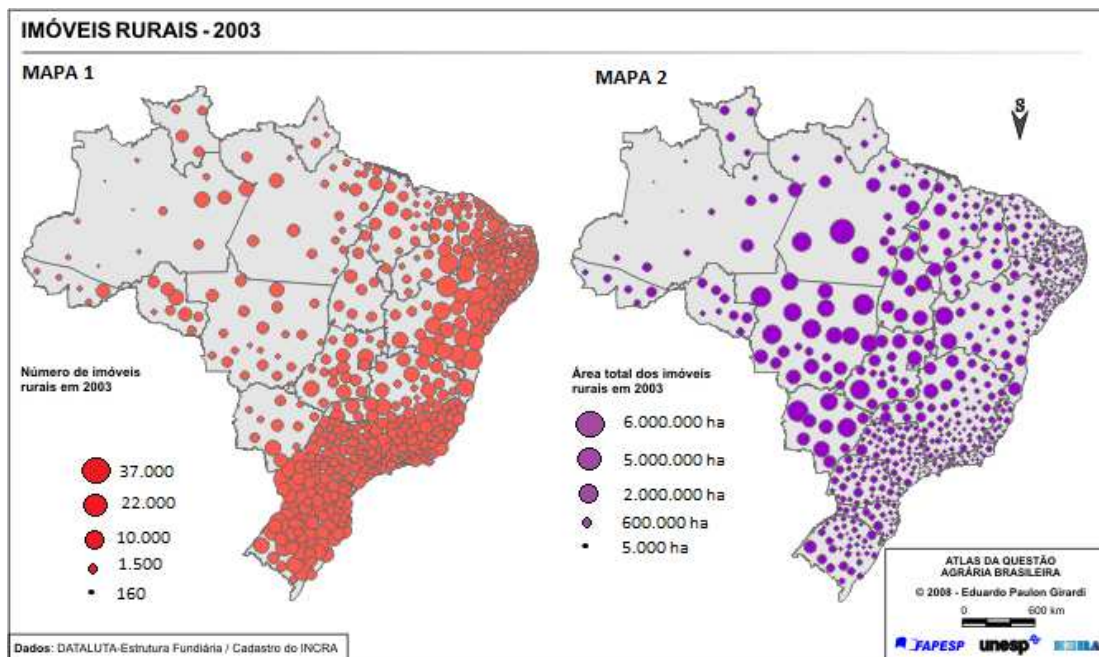 IMÓVEIS RURAIS - 2003
MAPA 1
MAPA 2
S
Número de imóveis
rurais em 2003
37.000
22.000
10.000
1.500
160
Área total dos imóveis
rurais em 2003
6.000.000 ha
5.000.000 ha
2.000.000 ha
600.000 ha
5.000 ha
ATLAS DA QUESTÃO
AGRÁRIA BRASILEIRA
© 2008 - Eduardo Paulon Girardi
0 600 km
FAPESP unesp
Dados: DATALUTA-Estrutura Fundiária / Cadastro do INCRA